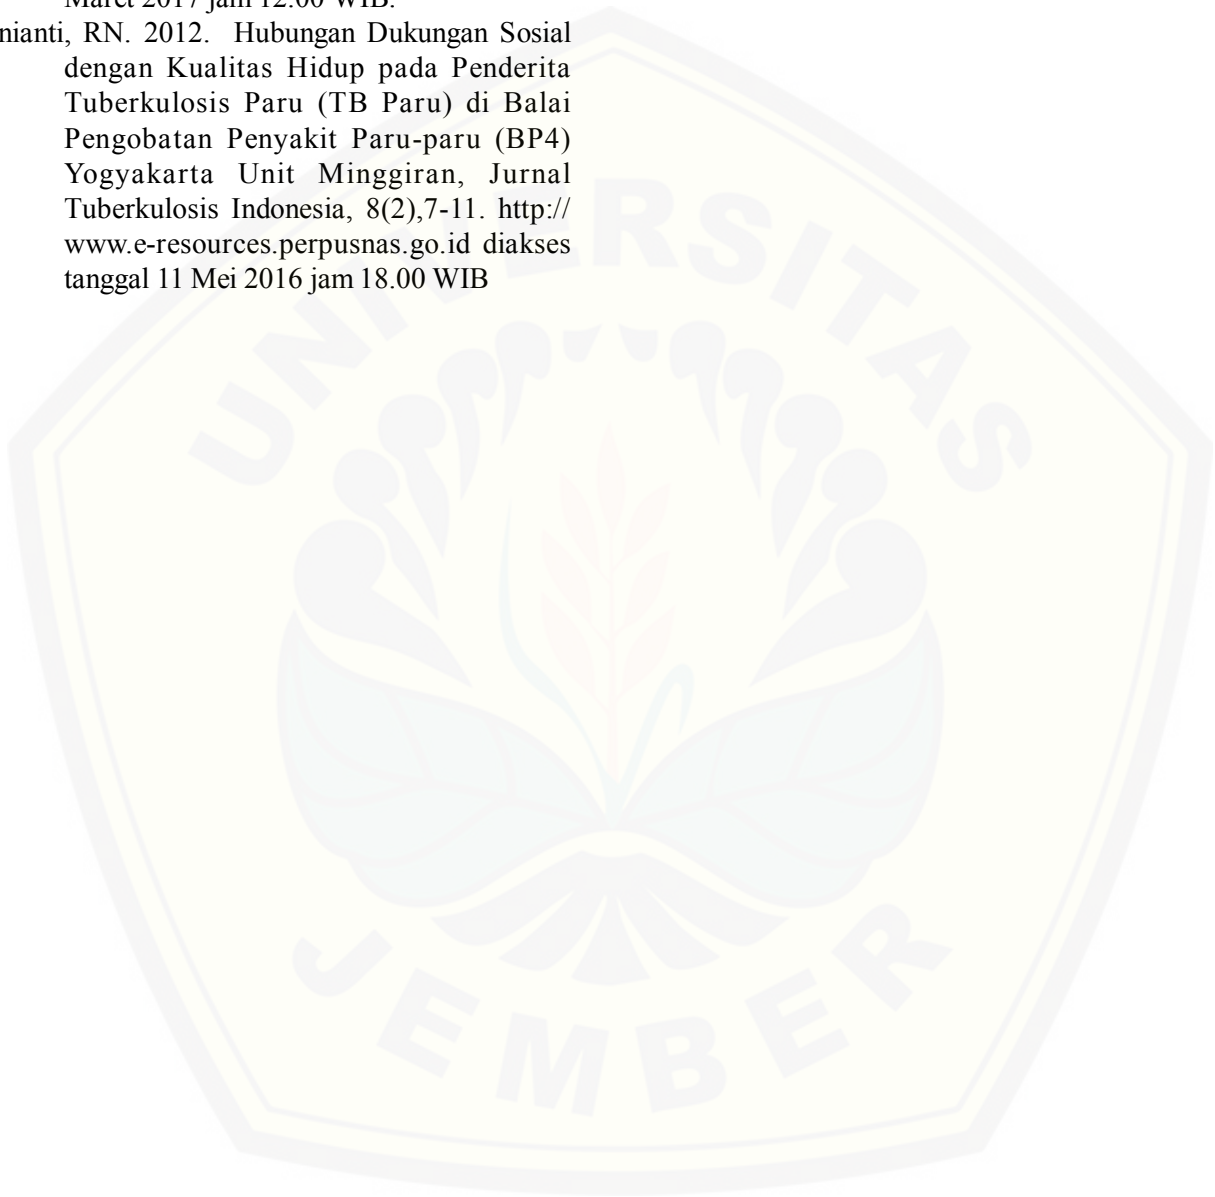 Maret 2017 jam 12.00 WIB.
nianti, RN. 2012. Hubungan Dukungan Sosial
dengan Kualitas Hidup pada Penderita
Tuberkulosis Paru (TB Paru) di Balai
Pengobatan Penyakit Paru-paru (BP4)
Yogyakarta Unit Minggiran, Jurnal
Tuberkulosis Indonesia, 8(2),7-11. http://
www.e-resources.perpusnas.go.id diakses
tanggal 11 Mei 2016 jam 18.00 WIB
UNIVERSITAS
JEMBER